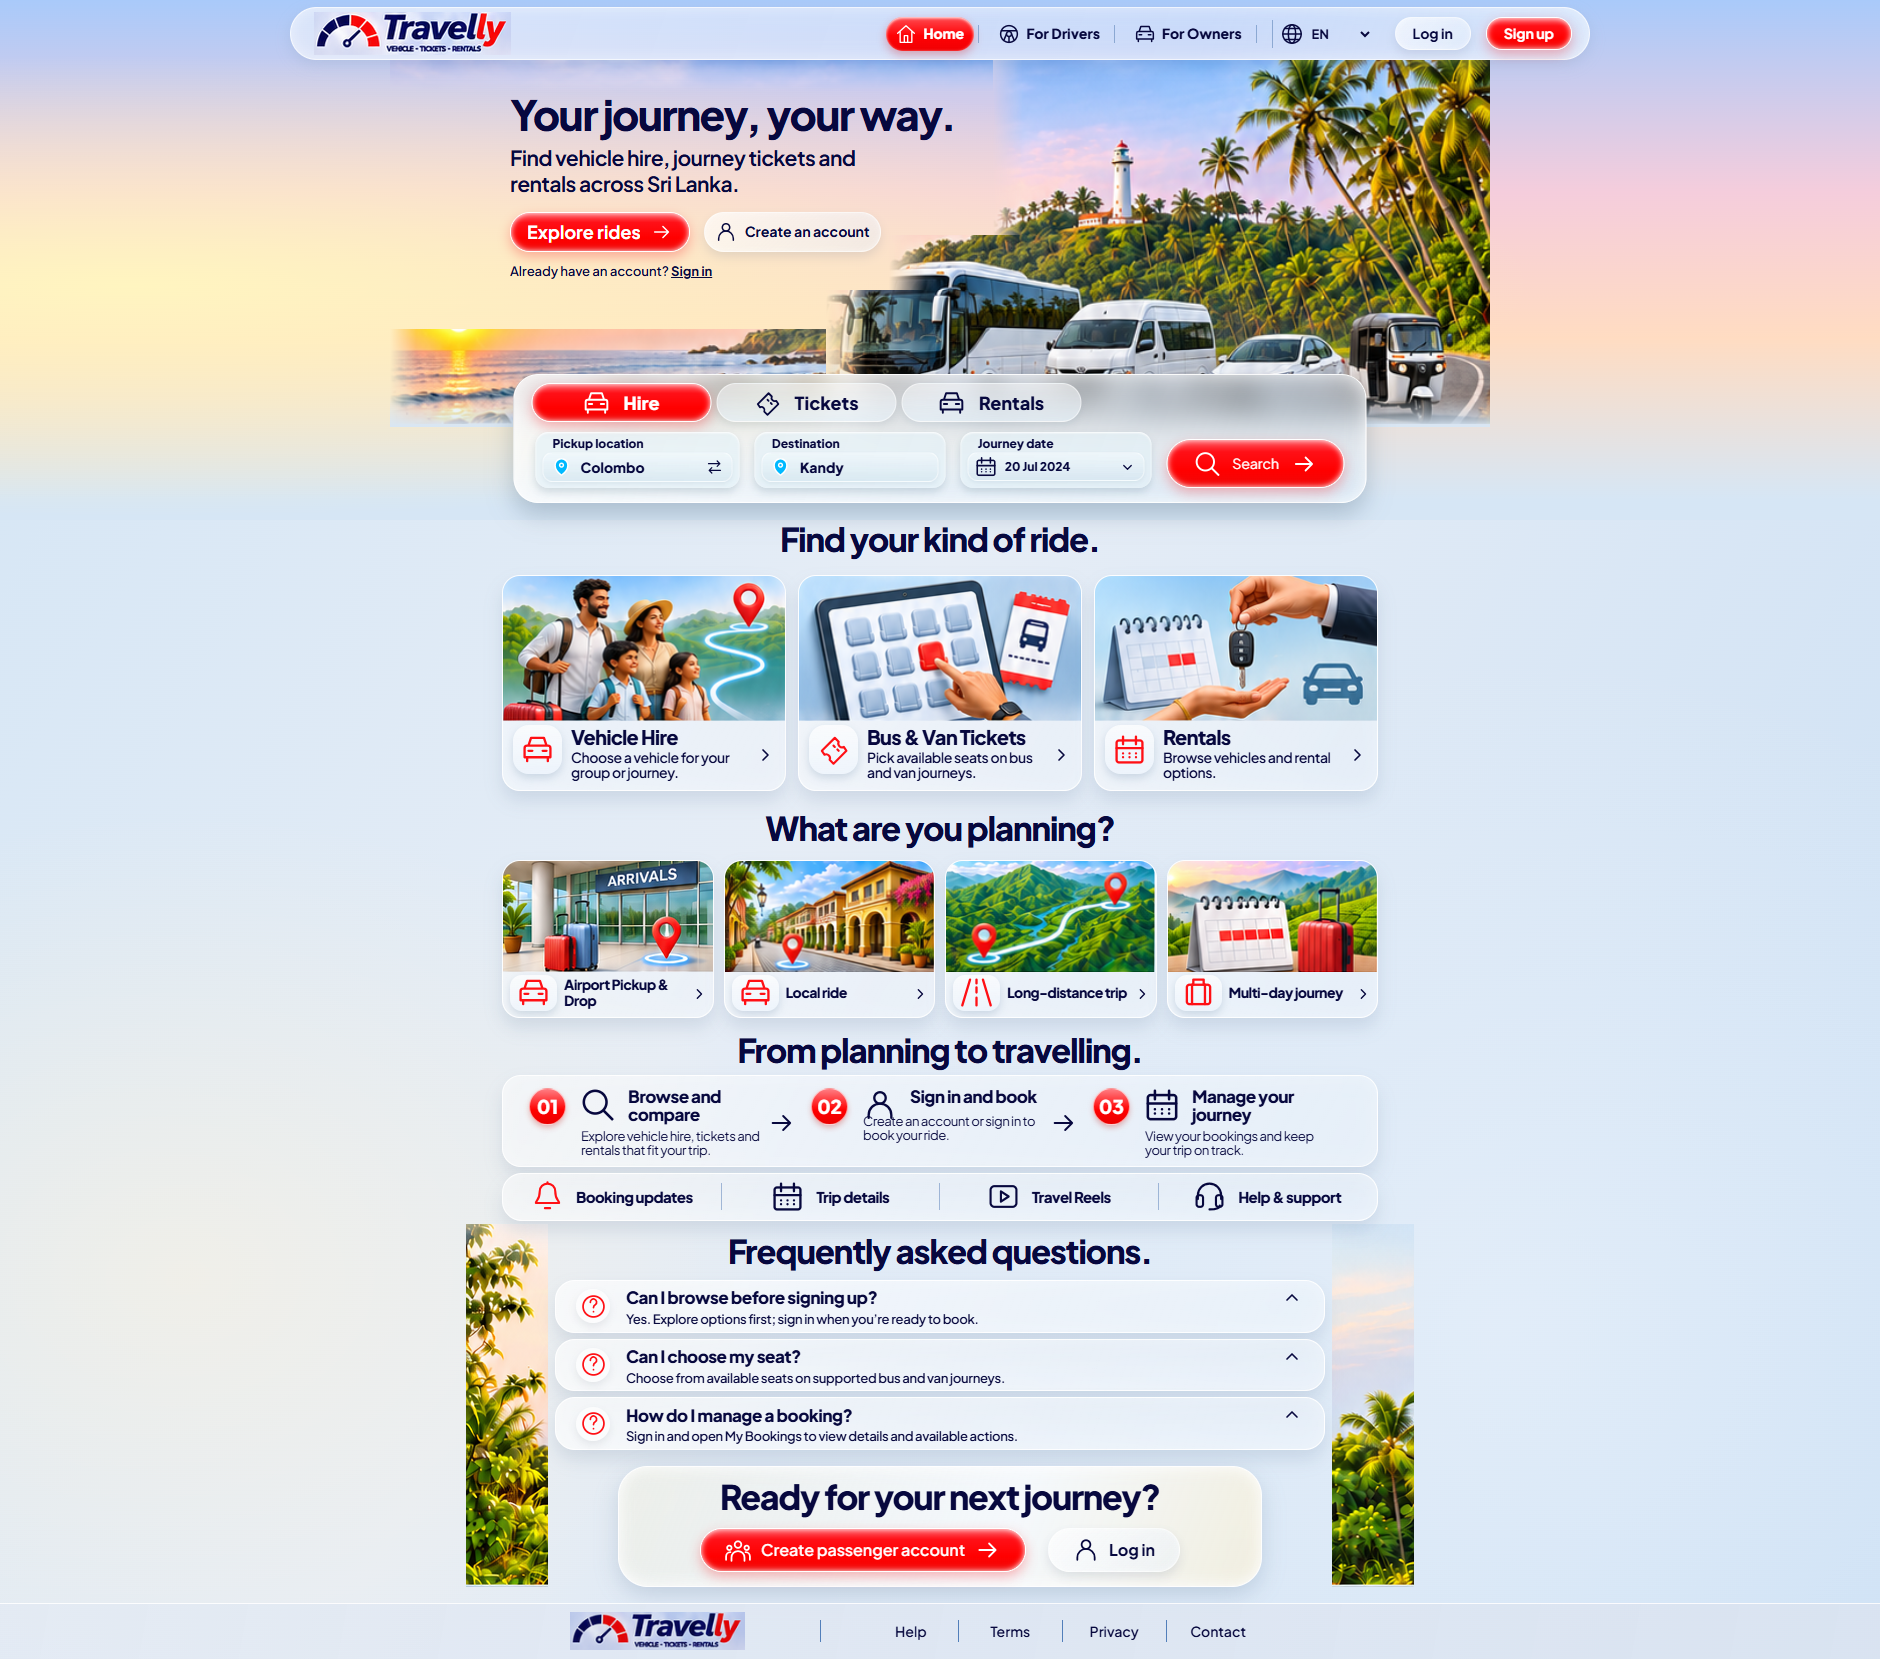 Travelly
VEHICLE - TICKETS - RENTALS
Home
For Drivers
For Owners
EN
Log in
Sign up
Your journey, your way.
Find vehicle hire, journey tickets and
rentals across Sri Lanka.
Explore rides
Create an account
Already have an account? Sign in
Hire
Tickets
Rentals
Pickup location
Colombo
Destination
Kandy
Journey date
20 Jul 2024
Search
Find your kind of ride.
Vehicle Hire
Choose a vehicle for your
group or journey.
Bus & Van Tickets
Pick available seats on bus
and van journeys.
Rentals
Browse vehicles and rental
options.
What are you planning?
ARRIVALS
Airport Pickup &
Drop
Local ride
Long-distance trip
Multi-day journey
From planning to travelling.
01
Browse and
compare
Explore vehicle hire, tickets and
rentals that fit your trip.
02
Sign in and book
Create an account or sign in to
book your ride.
03
Manage your
journey
View your bookings and keep
your trip on track.
Booking updates
Trip details
Travel Reels
Help & support
Frequently asked questions.
Can I browse before signing up?
Yes. Explore options first; sign in when you're ready to book.
Can I choose my seat?
Choose from available seats on supported bus and van journeys.
How do I manage a booking?
Sign in and open My Bookings to view details and available actions.
Ready for your next journey?
Create passenger account
Log in
Travelly
VEHICLE - TICKETS - RENTALS
Help
Terms
Privacy
Contact